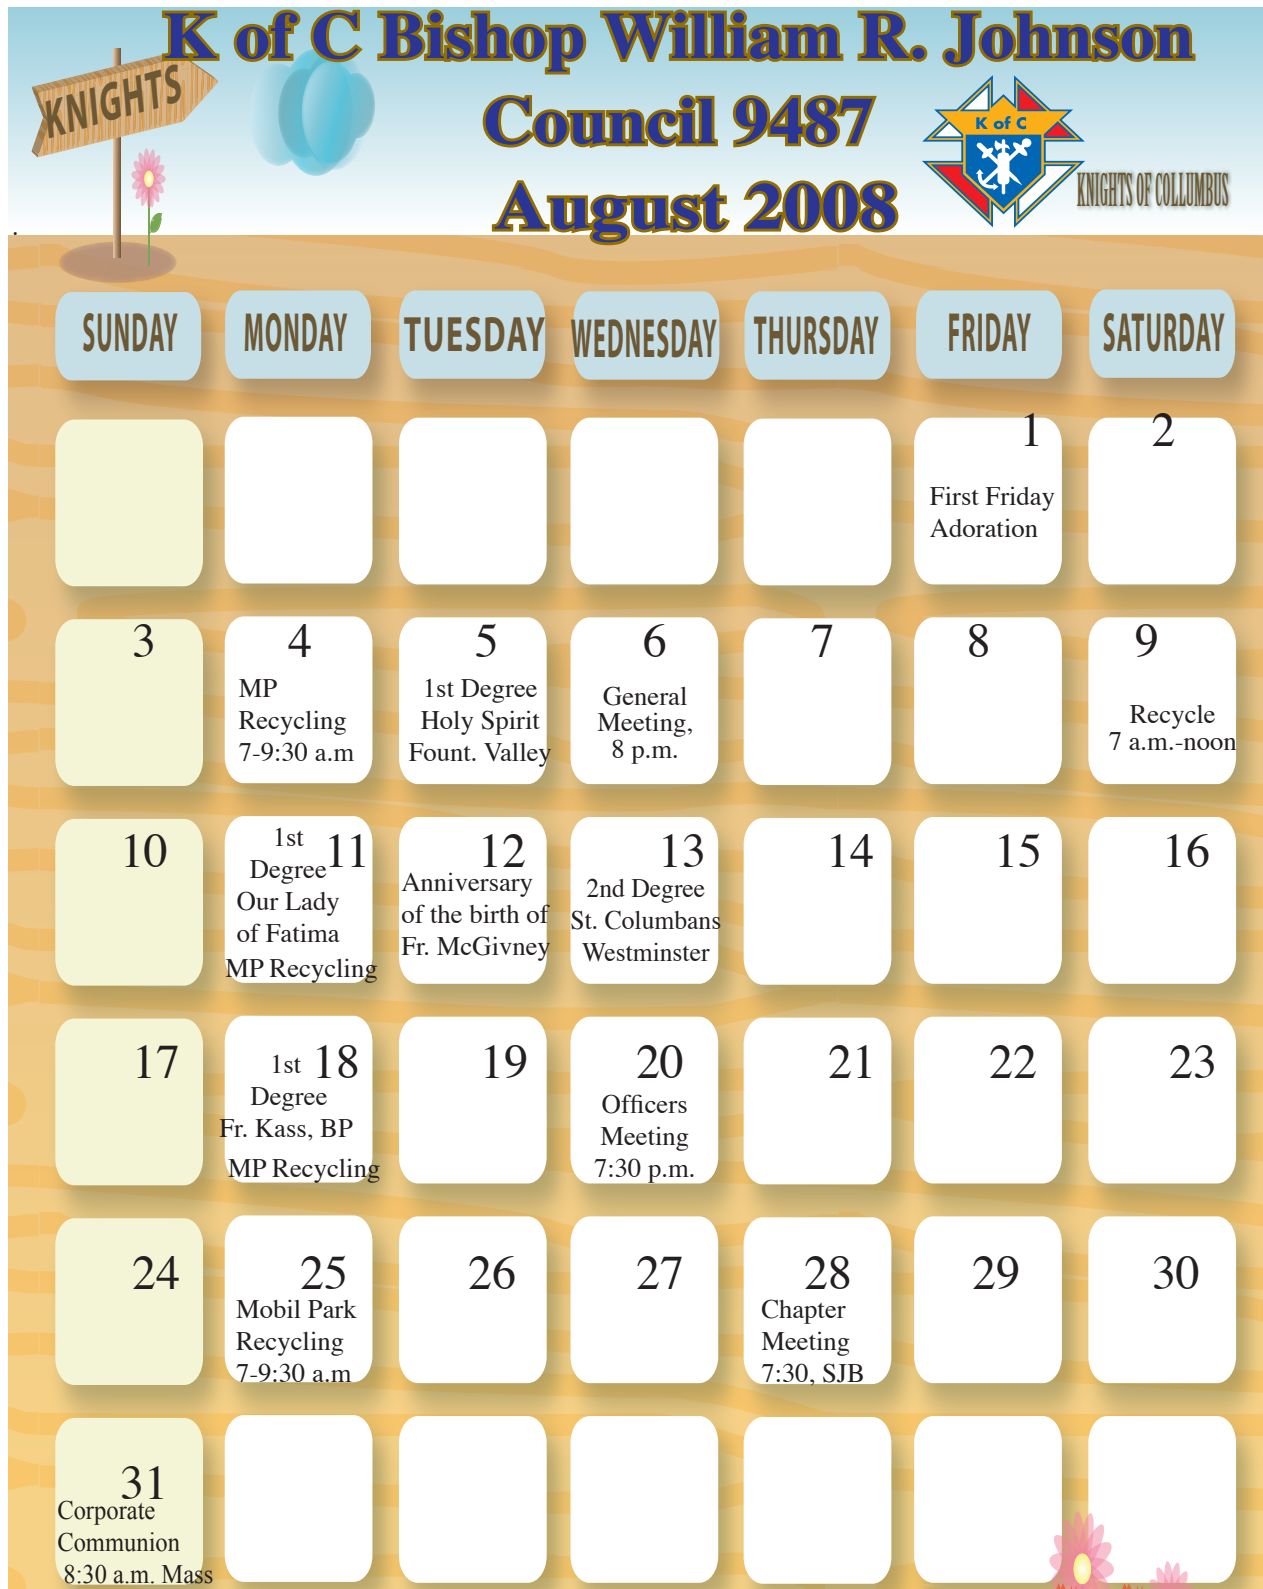 K of C Bishop William R. Johnson
KNIGHTS
Council 9487
K of C
KNIGHTS OF COLLUMBUS
August 2008
.
SUNDAY MONDAY TUESDAY WEDNESDAY THURSDAY FRIDAY SATURDAY
1
First Friday
Adoration
2
3
4
MP
Recycling
7-9:30 a.m
5
1st Degree
Holy Spirit
Fount. Valley
6
General
Meeting,
8 p.m.
7
8
9
Recycle
7 a.m.-noon
10
11
1st
Degree
Our Lady
of Fatima
MP Recycling
12
Anniversary
of the birth of
Fr. McGivney
13
2nd Degree
St. Columbans
Westminster
14
15
16
17
18
1st
Degree
Fr. Kass, BP
MP Recycling
19
20
Officers
Meeting
7:30 p.m.
21
22
23
24
25
Mobil Park
Recycling
7-9:30 a.m
26
27
28
Chapter
Meeting
7:30, SJB
29
30
31
Corporate
Communion
8:30 a.m. Mass